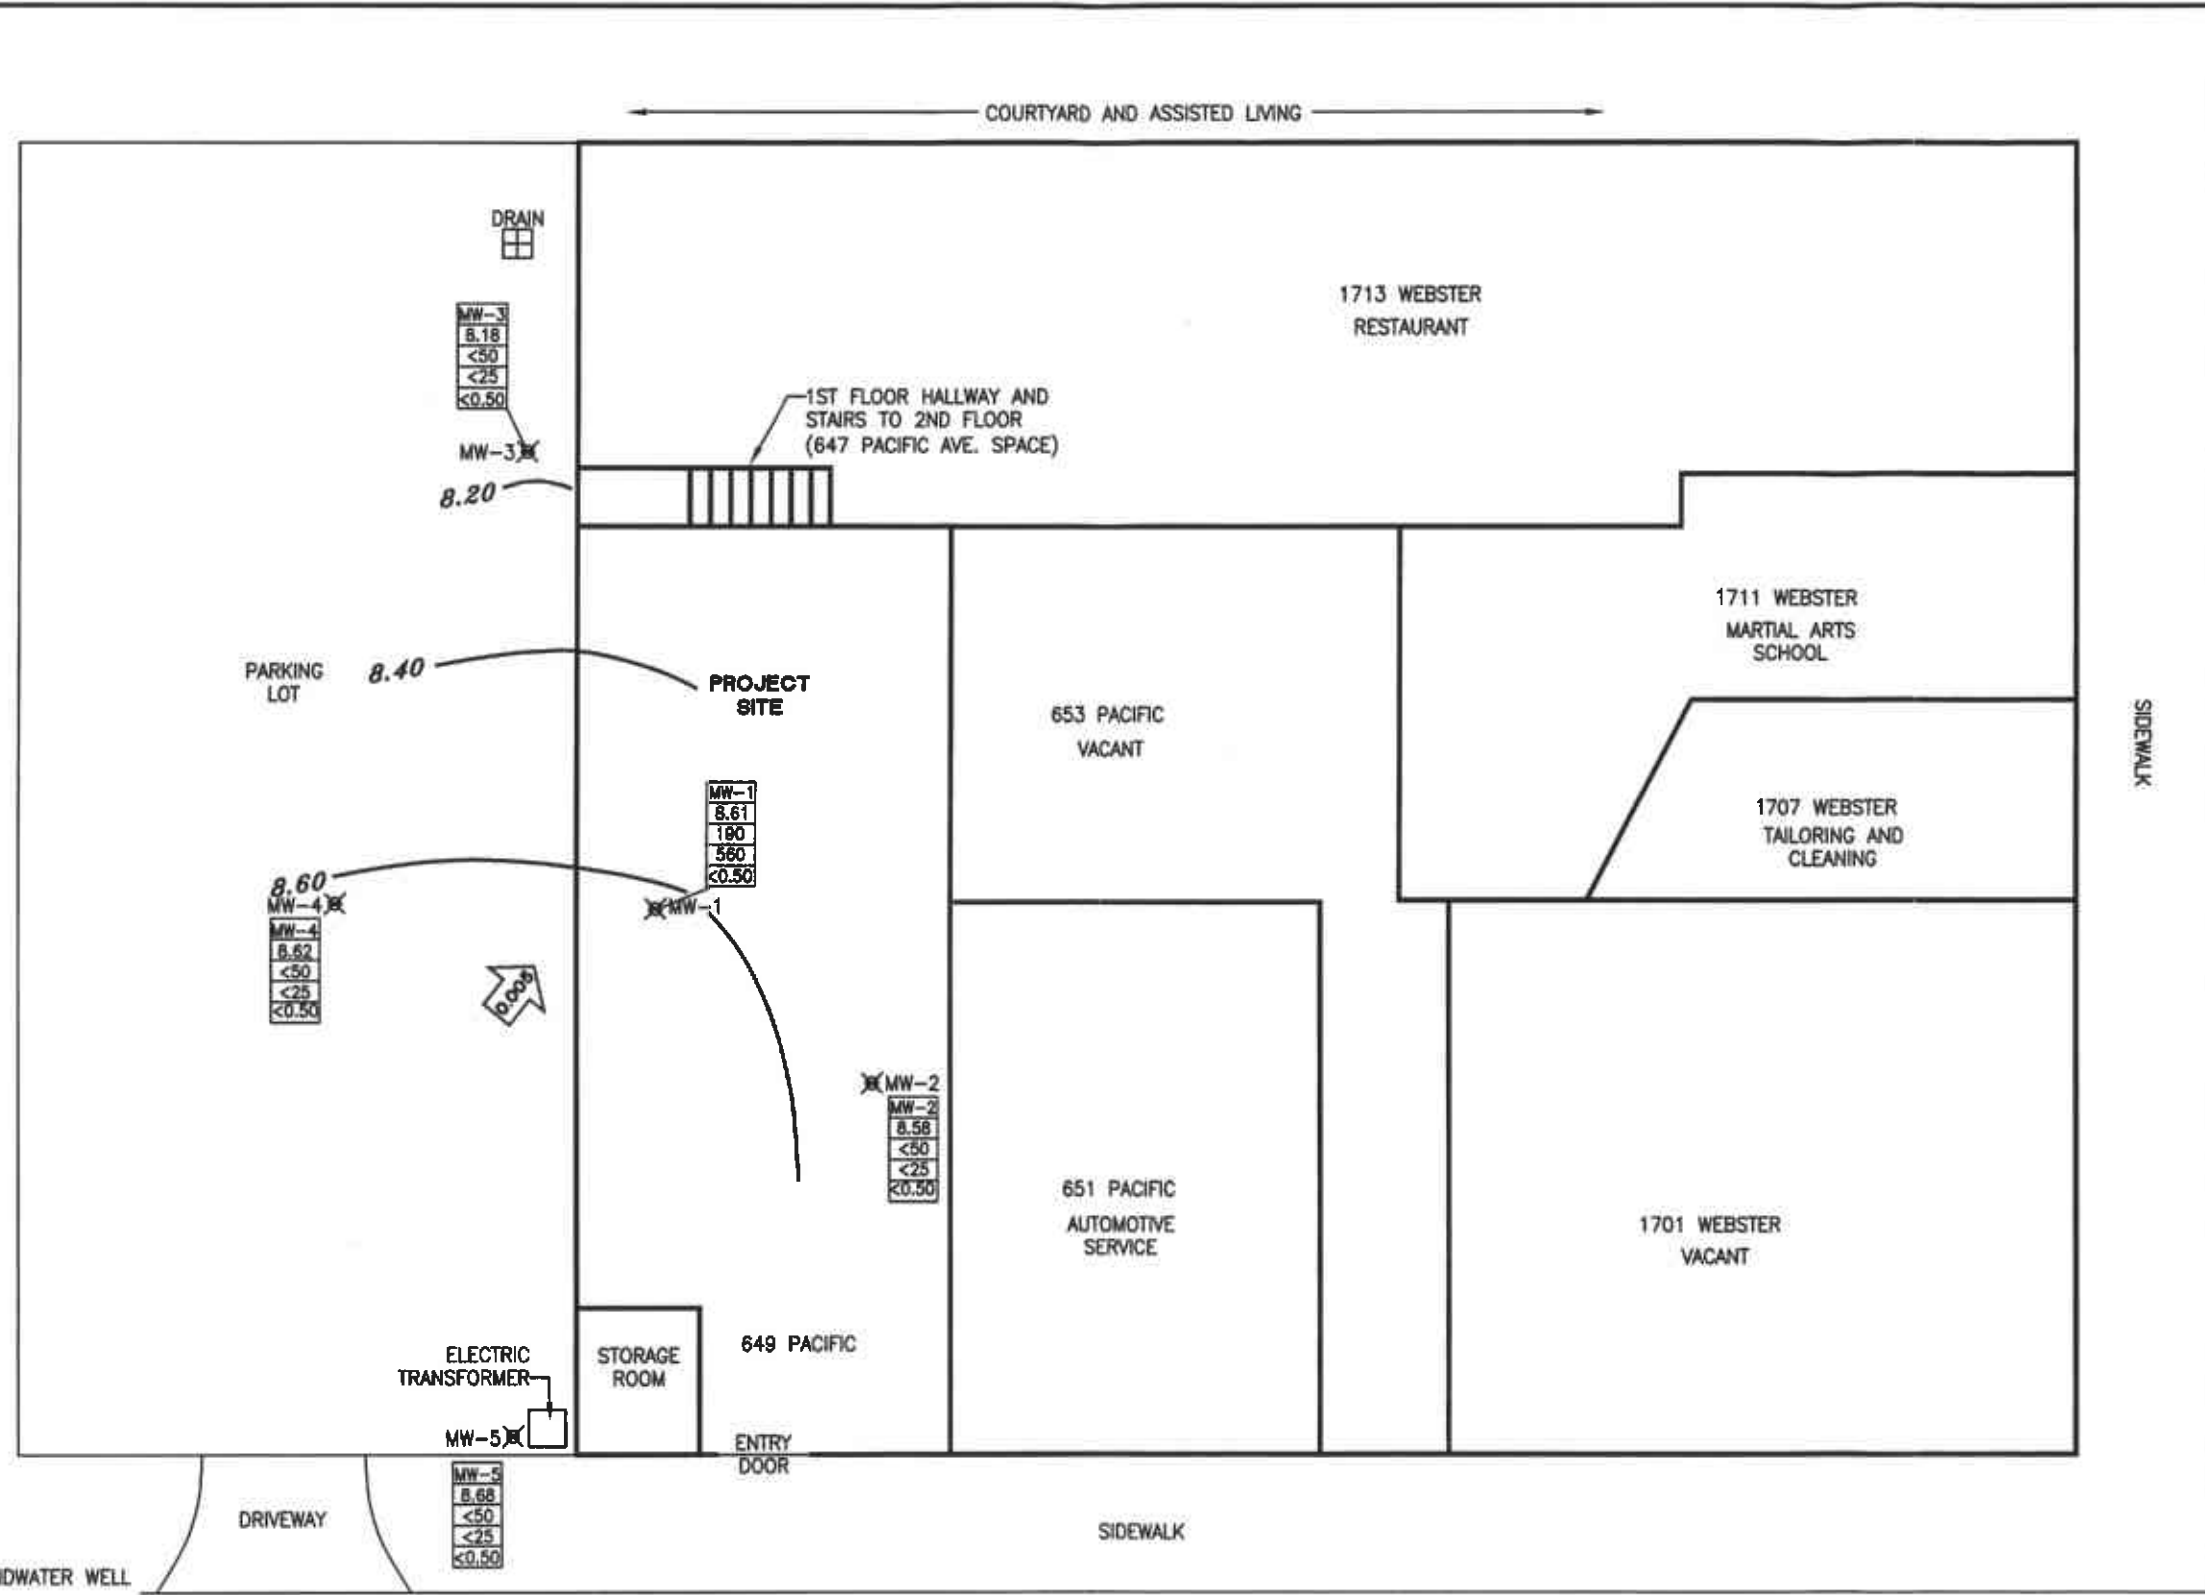 COURTYARD AND ASSISTED LIVING
DRAIN
MW-3
8.18
<50
<25
<0.50
MW-3
8.20
1ST FLOOR HALLWAY AND
STAIRS TO 2ND FLOOR
(647 PACIFIC AVE. SPACE)
1713 WEBSTER
RESTAURANT
1711 WEBSTER
MARTIAL ARTS
SCHOOL
PARKING
LOT
8.40
PROJECT
SITE
653 PACIFIC
VACANT
SIDEWALK
MW-1
8.61
190
560
<0.50
MW-1
1707 WEBSTER
TAILORING AND
CLEANING
8.60
MW-4
MW-4
8.62
<50
<25
<0.50
MW-2
MW-2
8.58
<50
<25
<0.50
651 PACIFIC
AUTOMOTIVE
SERVICE
1701 WEBSTER
VACANT
ELECTRIC
TRANSFORMER
STORAGE
ROOM
649 PACIFIC
MW-5
ENTRY
DOOR
MW-5
8.68
<50
<25
<0.50
DRIVEWAY
SIDEWALK
WELL